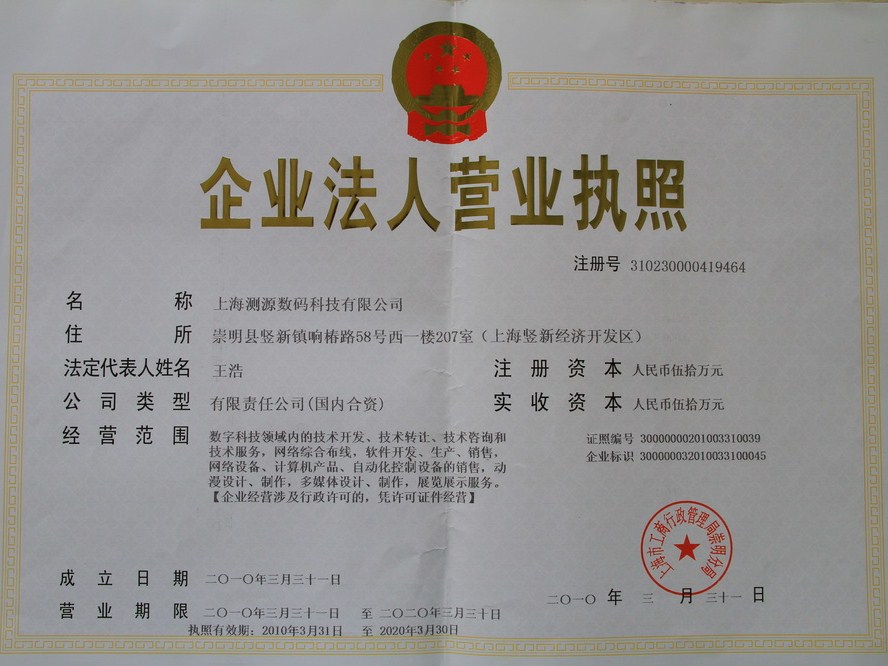 企业法人营业执照
注册号 310230000419464
名称 上海测源数码科技有限公司
住所 崇明县竖新镇响椿路58号西一楼207室（上海竖新经济开发区）
法定代表人姓名 王浩 注册资本 人民币伍拾万元
公司类型 有限责任公司(国内合资) 实收资本 人民币伍拾万元
经营范围 数字科技领域内的技术开发、技术转让、技术咨询和
技术服务，网络综合布线，软件开发、生产、销售，
网络设备、计算机产品、自动化控制设备的销售，动
漫设计、制作，多媒体设计、制作，展览展示服务。
【企业经营涉及行政许可的，凭许可证件经营】
证照编号 30000000201003310039
企业标识 300000032010033100045
上海市工商行政管理局崇明分局
成立日期 二〇一〇年三月三十一日
二〇一〇 年 三 月 三十一 日
营业期限 二〇一〇年三月三十一日 至 二〇二〇年三月三十日
执照有效期：2010年3月31日 至 2020年3月30日